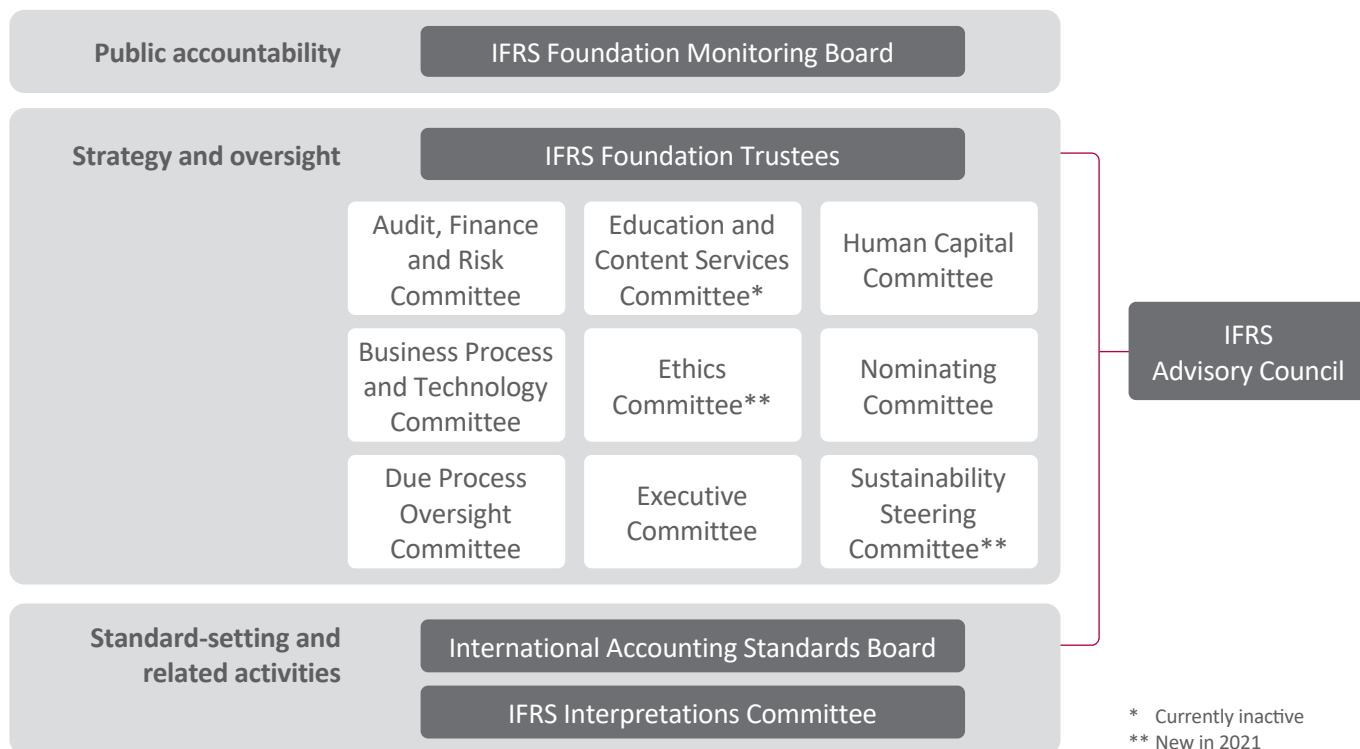 Public accountability
IFRS Foundation Monitoring Board
Strategy and oversight
IFRS Foundation Trustees
Audit, Finance
and Risk
Committee
Education and
Content Services
Committee*
Human Capital
Committee
Business Process
and Technology
Committee
Ethics
Committee**
Nominating
Committee
Due Process
Oversight
Committee
Executive
Committee
Sustainability
Steering
Committee**
IFRS
Advisory Council
Standard-setting and
related activities
International Accounting Standards Board
IFRS Interpretations Committee
* Currently inactive
** New in 2021